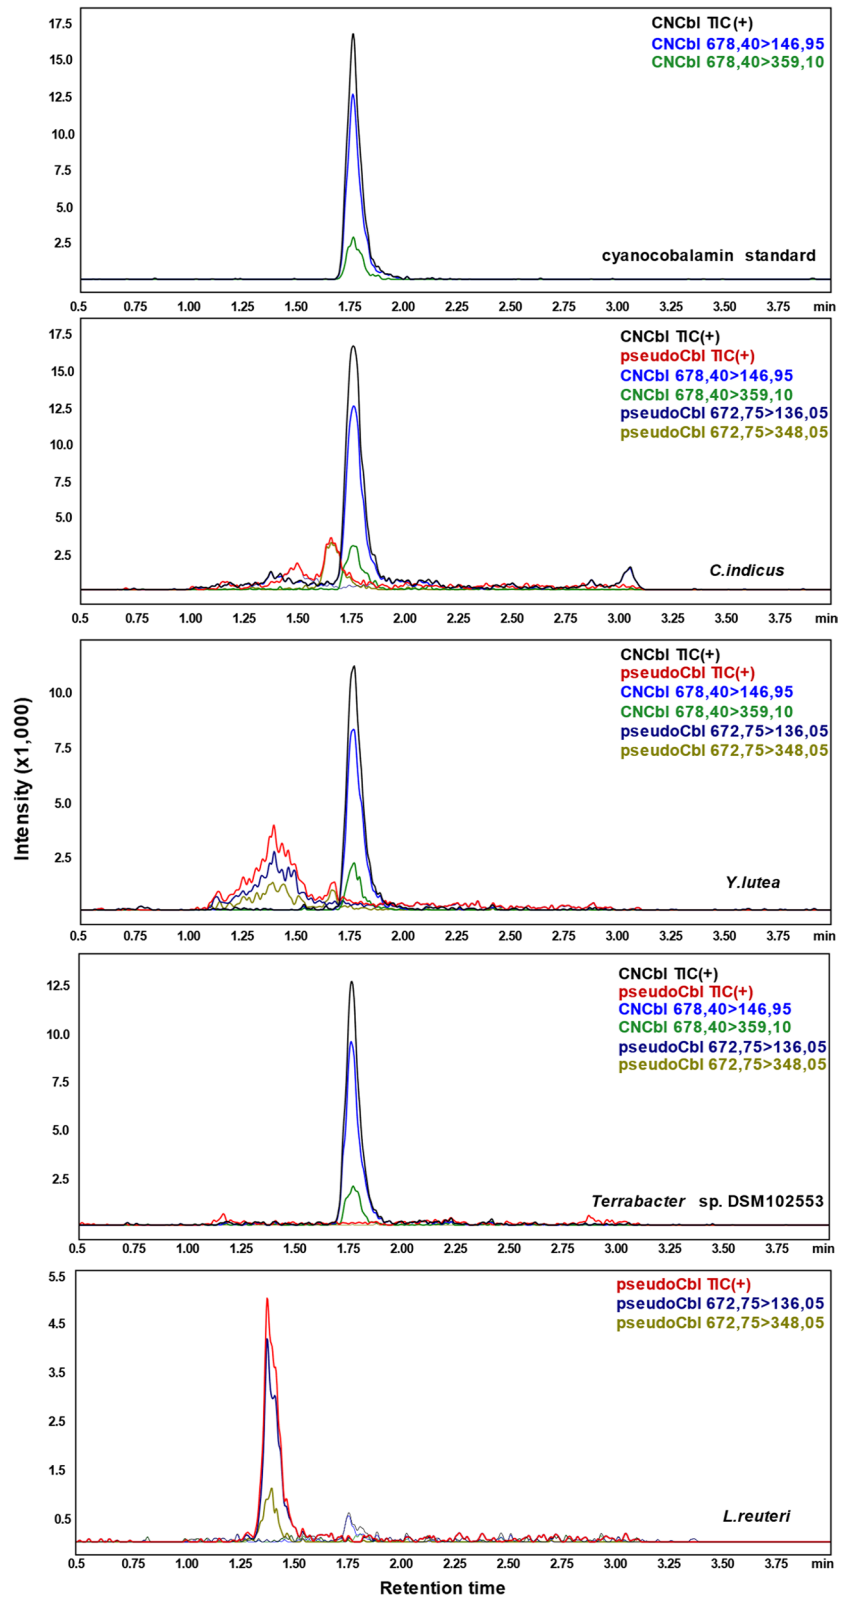 17.5
15.0
12.5
10.0
7.5
5.0
2.5
CNCbl TIC(+)
CNCbl 678,40>146,95
CNCbl 678,40>359,10
cyanocobalamin standard
0.5 0.75 1.00 1.25 1.50 1.75 2.00 2.25 2.50 2.75 3.00 3.25 3.50 3.75 min
17.5
15.0
12.5
10.0
7.5
5.0
2.5
CNCbl TIC(+)
pseudoCbl TIC(+)
CNCbl 678,40>146,95
CNCbl 678,40>359,10
pseudoCbl 672,75>136,05
pseudoCbl 672,75>348,05
C.indicus
0.5 0.75 1.00 1.25 1.50 1.75 2.00 2.25 2.50 2.75 3.00 3.25 3.50 3.75 min
Intensity (x1,000)
10.0
7.5
5.0
2.5
CNCbl TIC(+)
pseudoCbl TIC(+)
CNCbl 678,40>146,95
CNCbl 678,40>359,10
pseudoCbl 672,75>136,05
pseudoCbl 672,75>348,05
Y.lutea
0.5 0.75 1.00 1.25 1.50 1.75 2.00 2.25 2.50 2.75 3.00 3.25 3.50 3.75 min
12.5
10.0
7.5
5.0
2.5
CNCbl TIC(+)
pseudoCbl TIC(+)
CNCbl 678,40>146,95
CNCbl 678,40>359,10
pseudoCbl 672,75>136,05
pseudoCbl 672,75>348,05
Terrabacter sp. DSM102553
0.5 0.75 1.00 1.25 1.50 1.75 2.00 2.25 2.50 2.75 3.00 3.25 3.50 3.75 min
5.5
4.5
3.5
2.5
1.5
0.5
pseudoCbl TIC(+)
pseudoCbl 672,75>136,05
pseudoCbl 672,75>348,05
L.reuteri
0.5 0.75 1.00 1.25 1.50 1.75 2.00 2.25 2.50 2.75 3.00 3.25 3.50 3.75 min
Retention time